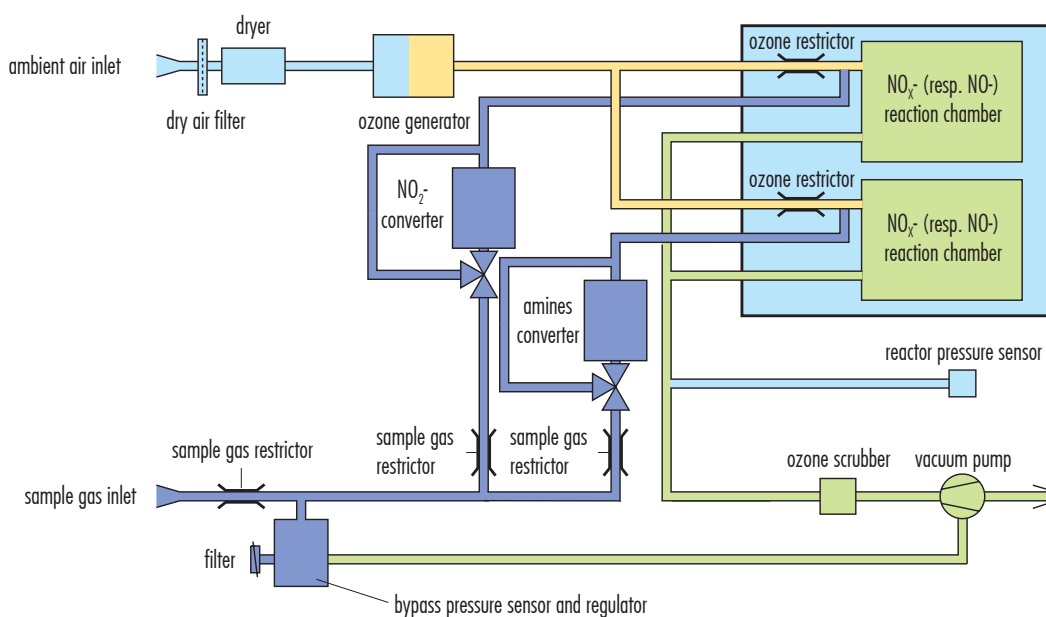 dryer
ozone restrictor
ambient air inlet
NOX- (resp. NO-)
reaction chamber
dry air filter
ozone generator
NO2-
converter
ozone restrictor
NOX- (resp. NO-)
reaction chamber
amines
converter
reactor pressure sensor
sample gas restrictor
sample gas
restrictor
sample gas
restrictor
ozone scrubber
vacuum pump
sample gas inlet
filter
bypass pressure sensor and regulator